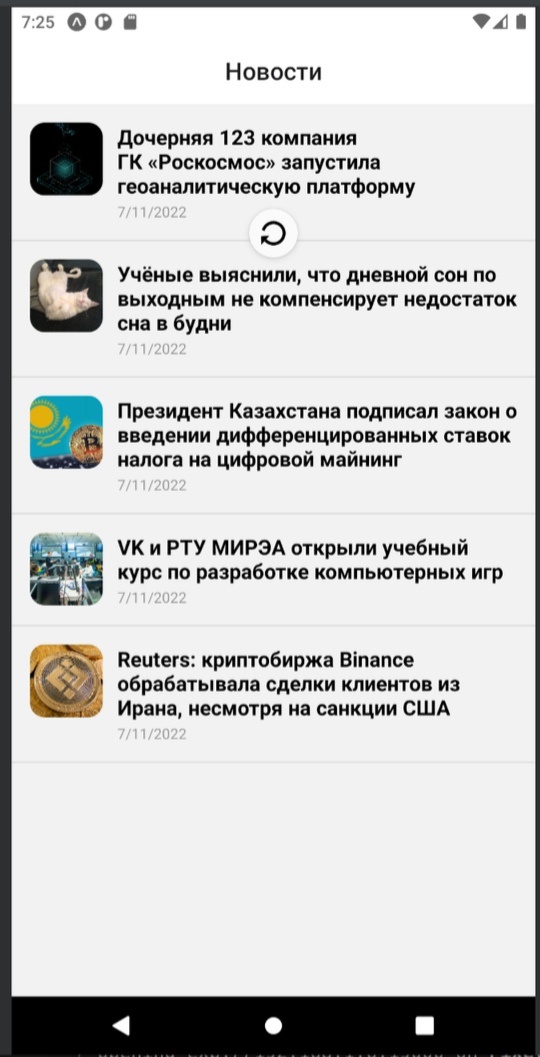 7:25
Новости
Дочерняя 123 компания
ГК «Роскосмос» запустила
геоаналитическую платформу
7/11/2022
Учёные выяснили, что дневной сон по
выходным не компенсирует недостаток
сна в будни
7/11/2022
Президент Казахстана подписал закон о
введении дифференцированных ставок
налога на цифровой майнинг
7/11/2022
VK и РТУ МИРЭА открыли учебный
курс по разработке компьютерных игр
7/11/2022
Reuters: криптобиржа Binance
обрабатывала сделки клиентов из
Ирана, несмотря на санкции США
7/11/2022